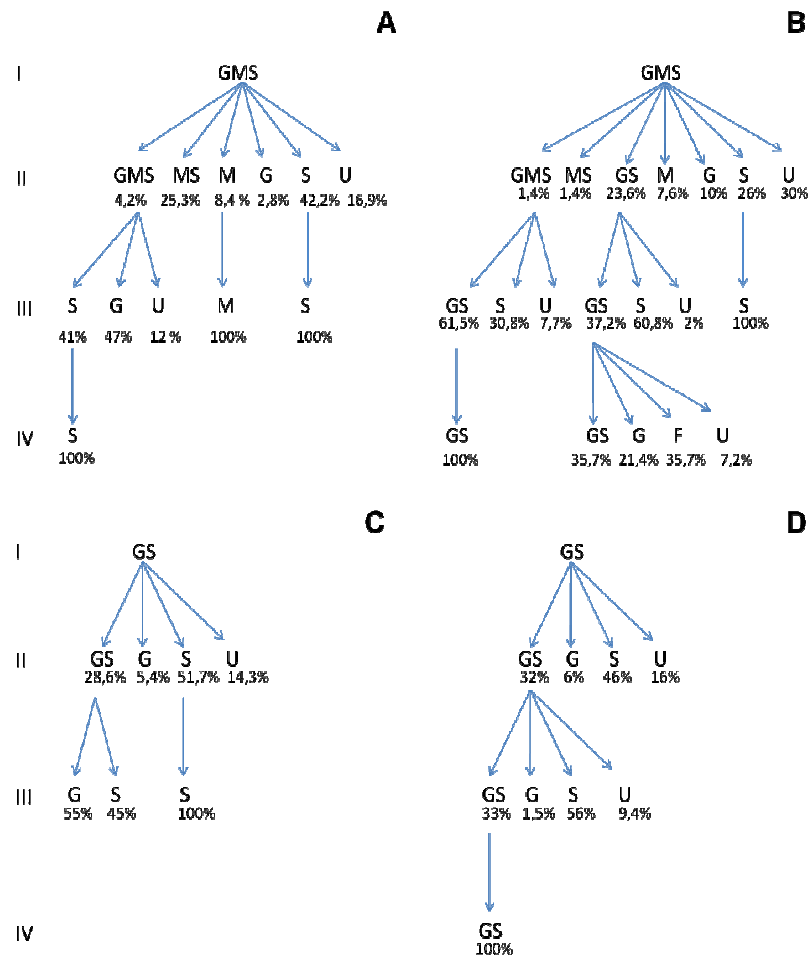 A B
I GMS GMS
II GMS MS M G S U GMS MS GS M G S U
4,2% 25,3% 8,4 % 2,8% 42,2% 16,9% 1,4% 1,4% 23,6% 7,6% 10% 26% 30%
III S G U M S GS S U GS S U S
41% 47% 12 % 100% 100% 61,5% 30,8% 7,7% 37,2% 60,8% 2% 100%
IV S GS GS G F U
100% 100% 35,7% 21,4% 35,7% 7,2%
C D
I GS GS
II GS G S U GS G S U
28,6% 5,4% 51,7% 14,3% 32% 6% 46% 16%
III G S S GS G S U
55% 45% 100% 33% 1,5% 56% 9,4%
IV GS
100%